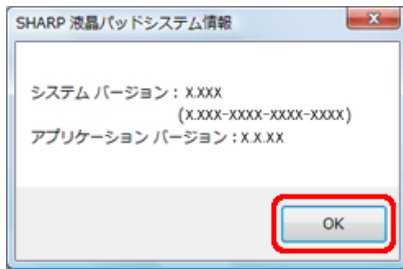 SHARP 液晶パッドシステム情報
システム バージョン : X.XXX
(X.XXX-XXXX-XXXX-XXXX)
アプリケーション バージョン : X.X.XX
OK